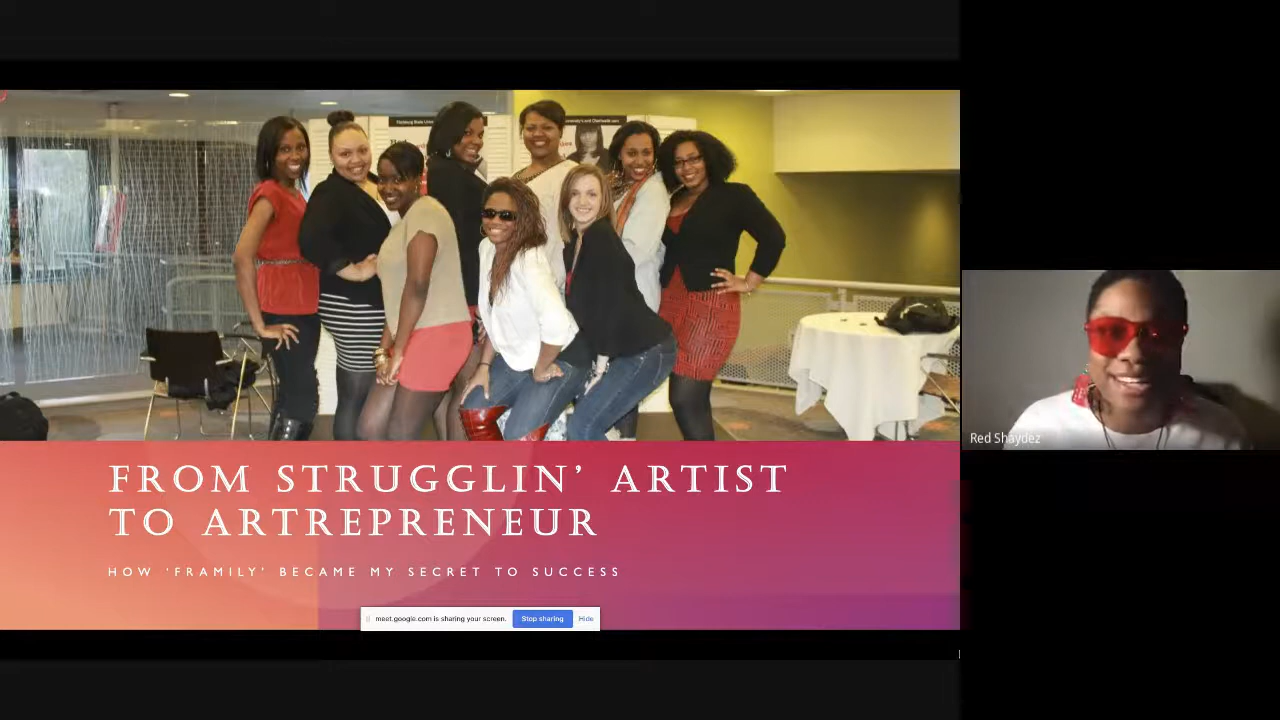 FROM STRUGGLIN' ARTIST
TO ARTREPRENEUR
HOW 'FRAMILY' BECAME MY SECRET TO SUCCESS
meet.google.com is sharing your screen.
Stop sharing
Hide
Red Shaydez